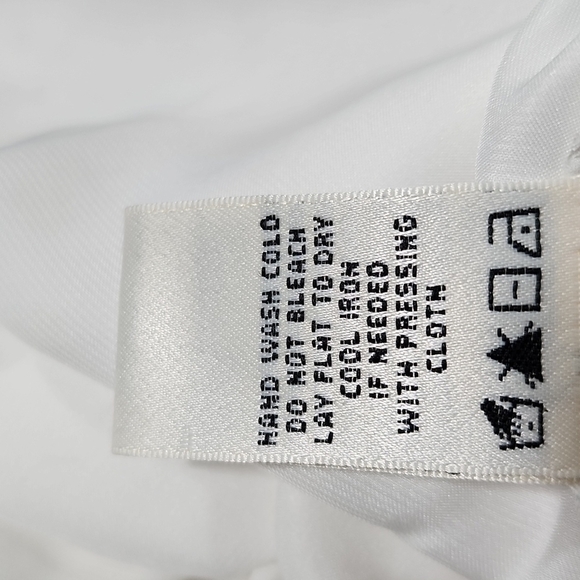 HAND WASH COLD
DO NOT BLEACH
LAY FLAT TO DRY
COOL IRON
IF NEEDED
WITH PRESSING
CLOTH